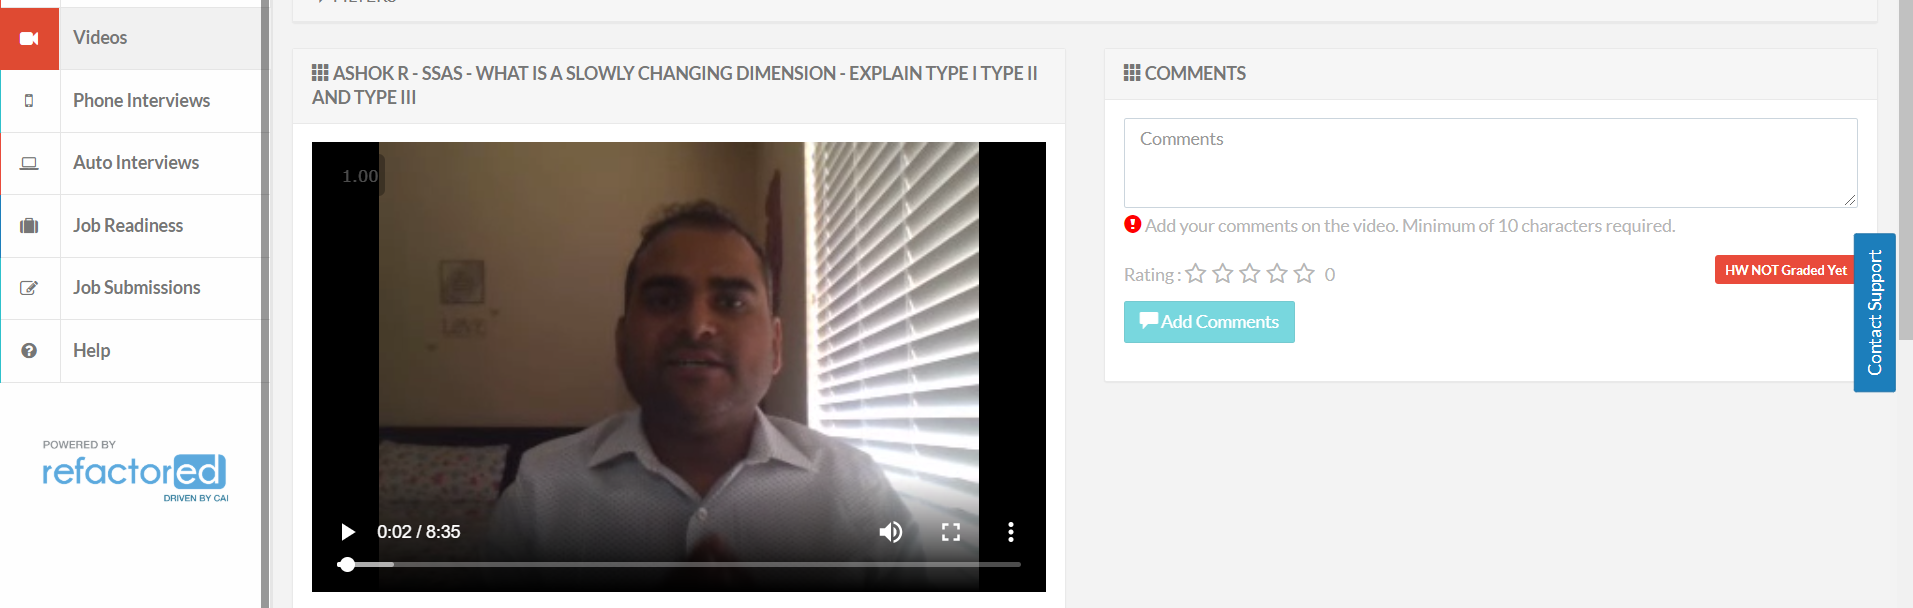 Videos
Phone Interviews
Auto Interviews
Job Readiness
Job Submissions
Help
POWERED BY
refactored
DRIVEN BY CAI
ASHOK R - SSAS - WHAT IS A SLOWLY CHANGING DIMENSION - EXPLAIN TYPE I TYPE II
AND TYPE III
1.00
0:02 / 8:35
COMMENTS
Comments
Add your comments on the video. Minimum of 10 characters required.
Rating : 0
HW NOT Graded Yet
Add Comments
Contact Support